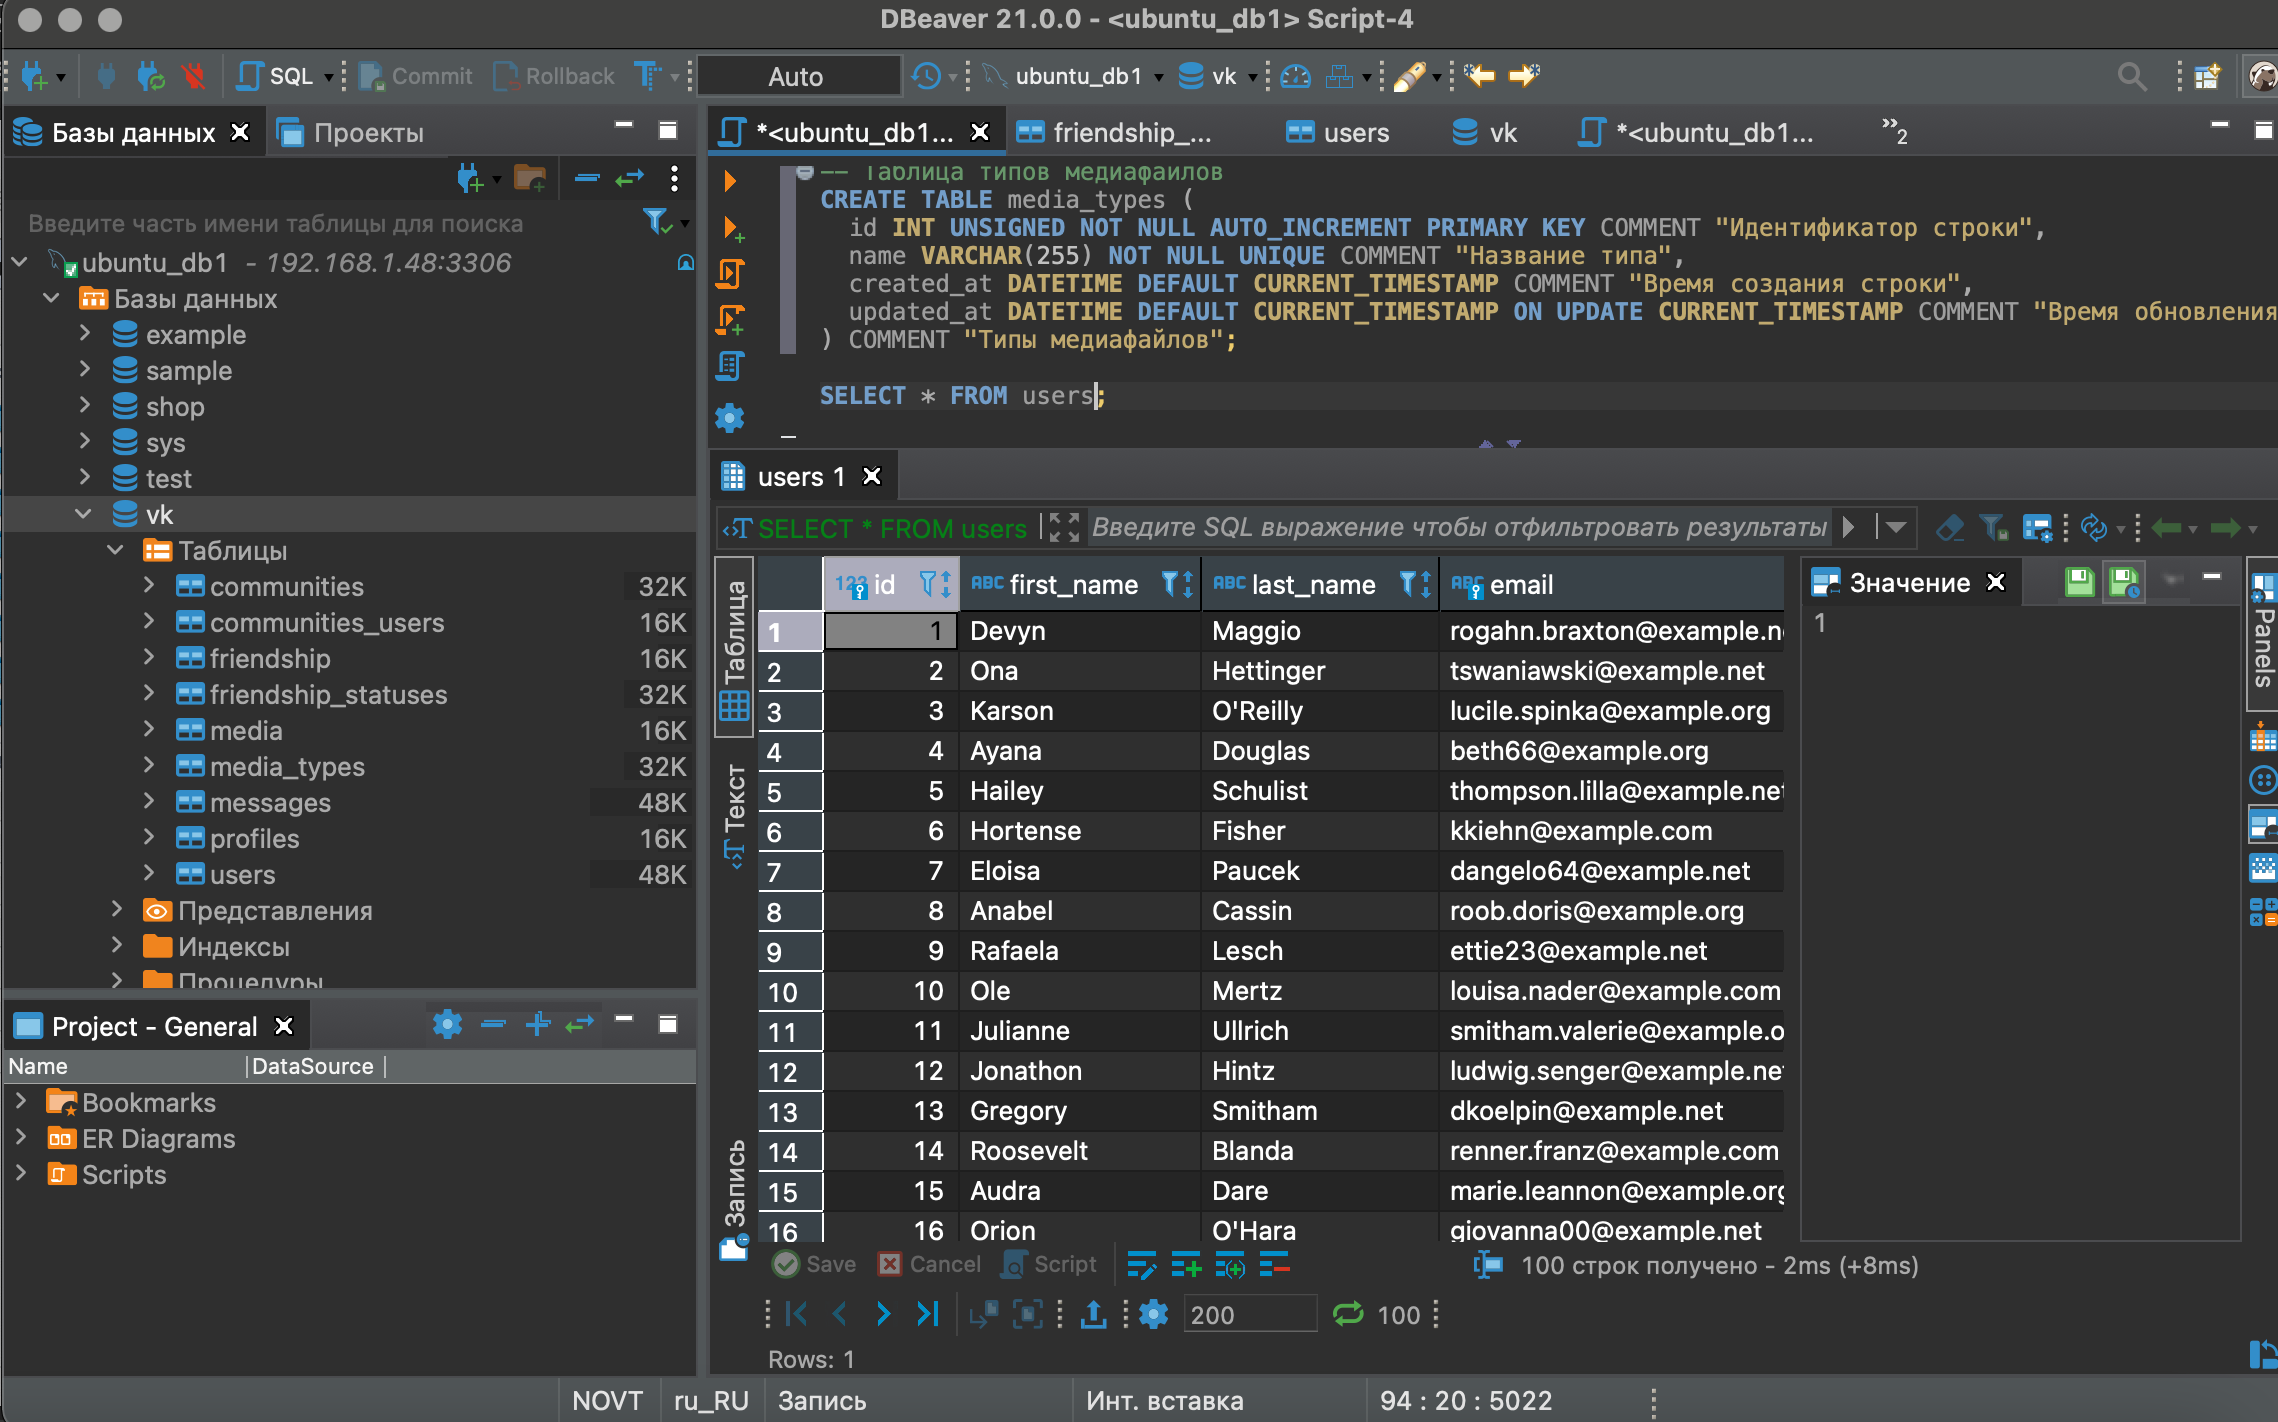 DBeaver 21.0.0 - <ubuntu_db1> Script-4
SQL Commit Rollback Auto ubuntu_db1 vk
Базы данных Проекты
Введите часть имени таблицы для поиска
ubuntu_db1 - 192.168.1.48:3306
Базы данных
example
sample
shop
sys
test
vk
Таблицы
communities 32K
communities_users 16K
friendship 16K
friendship_statuses 32K
media 16K
media_types 32K
messages 48K
profiles 16K
users 48K
Представления
Индексы
Процедуры
Project - General
Name DataSource
Bookmarks
ER Diagrams
Scripts
*<ubuntu_db1... friendship_... users vk *<ubuntu_db1... »2
-- Таблица типов медиафайлов
CREATE TABLE media_types (
id INT UNSIGNED NOT NULL AUTO_INCREMENT PRIMARY KEY COMMENT "Идентификатор строки",
name VARCHAR(255) NOT NULL UNIQUE COMMENT "Название типа",
created_at DATETIME DEFAULT CURRENT_TIMESTAMP COMMENT "Время создания строки",
updated_at DATETIME DEFAULT CURRENT_TIMESTAMP ON UPDATE CURRENT_TIMESTAMP COMMENT "Время обновления
) COMMENT "Типы медиафайлов";
SELECT * FROM users;
users 1
SELECT * FROM users Введите SQL выражение чтобы отфильтровать результаты
Таблица
Текст
Запись
123 id ABC first_name ABC last_name ABC email
1 1 Devyn Maggio rogahn.braxton@example.n
2 2 Ona Hettinger tswaniawski@example.net
3 3 Karson O'Reilly lucile.spinka@example.org
4 4 Ayana Douglas beth66@example.org
5 5 Hailey Schulist thompson.lilla@example.net
6 6 Hortense Fisher kkiehn@example.com
7 7 Eloisa Paucek dangelo64@example.net
8 8 Anabel Cassin roob.doris@example.org
9 9 Rafaela Lesch ettie23@example.net
10 10 Ole Mertz louisa.nader@example.com
11 11 Julianne Ullrich smitham.valerie@example.o
12 12 Jonathon Hintz ludwig.senger@example.net
13 13 Gregory Smitham dkoelpin@example.net
14 14 Roosevelt Blanda renner.franz@example.com
15 15 Audra Dare marie.leannon@example.org
16 16 Orion O'Hara giovanna00@example.net
Значение
1
Panels
Save Cancel Script 100 строк получено - 2ms (+8ms)
200 100
Rows: 1
NOVT ru_RU Запись Инт. вставка 94 : 20 : 5022